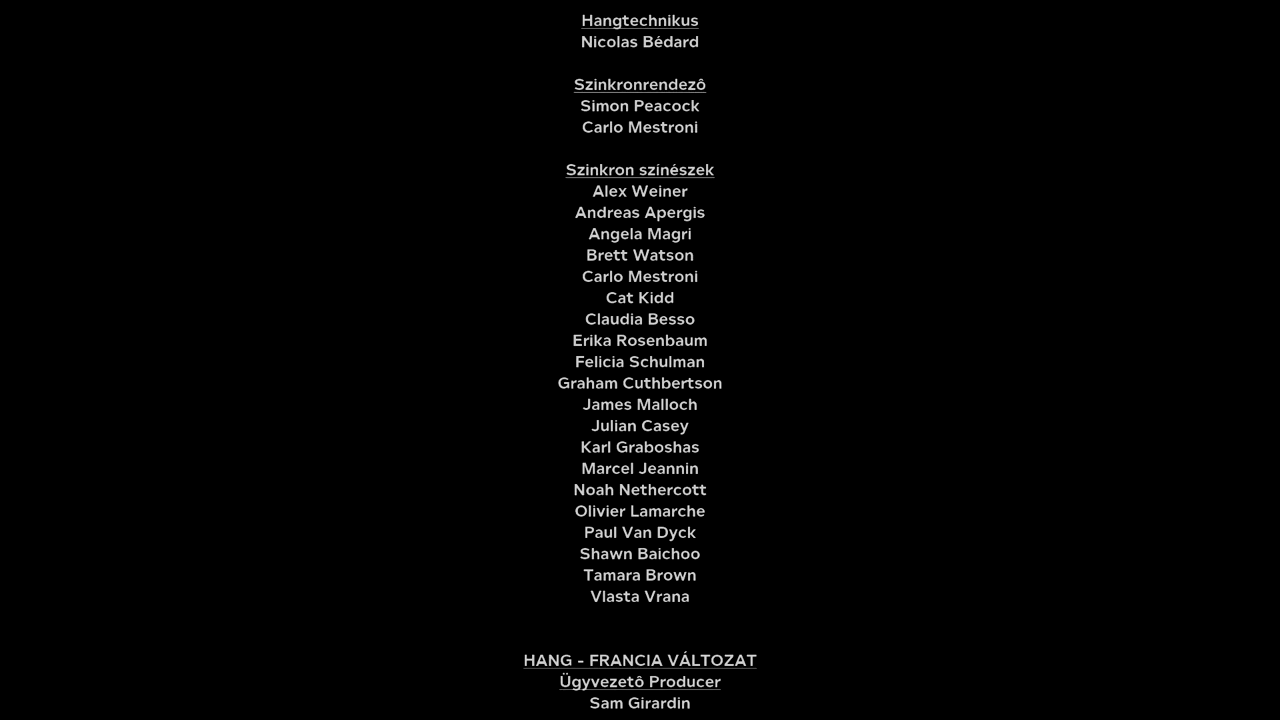 Hangtechnikus
Nicolas Bédard
Szinkronrendezô
Simon Peacock
Carlo Mestroni
Szinkron színészek
Alex Weiner
Andreas Apergis
Angela Magri
Brett Watson
Carlo Mestroni
Cat Kidd
Claudia Besso
Erika Rosenbaum
Felicia Schulman
Graham Cuthbertson
James Malloch
Julian Casey
Karl Graboshas
Marcel Jeannin
Noah Nethercott
Olivier Lamarche
Paul Van Dyck
Shawn Baichoo
Tamara Brown
Vlasta Vrana
HANG - FRANCIA VÁLTOZAT
Ügyvezetô Producer
Sam Girardin